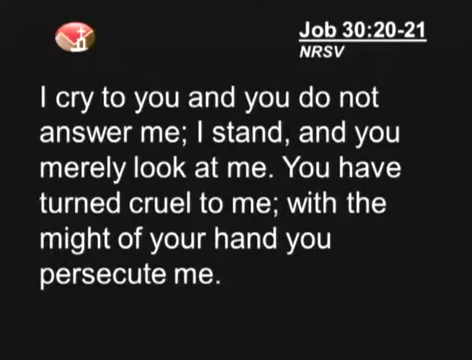 Job 30:20-21
NRSV
I cry to you and you do not
answer me; I stand, and you
merely look at me. You have
turned cruel to me; with the
might of your hand you
persecute me.